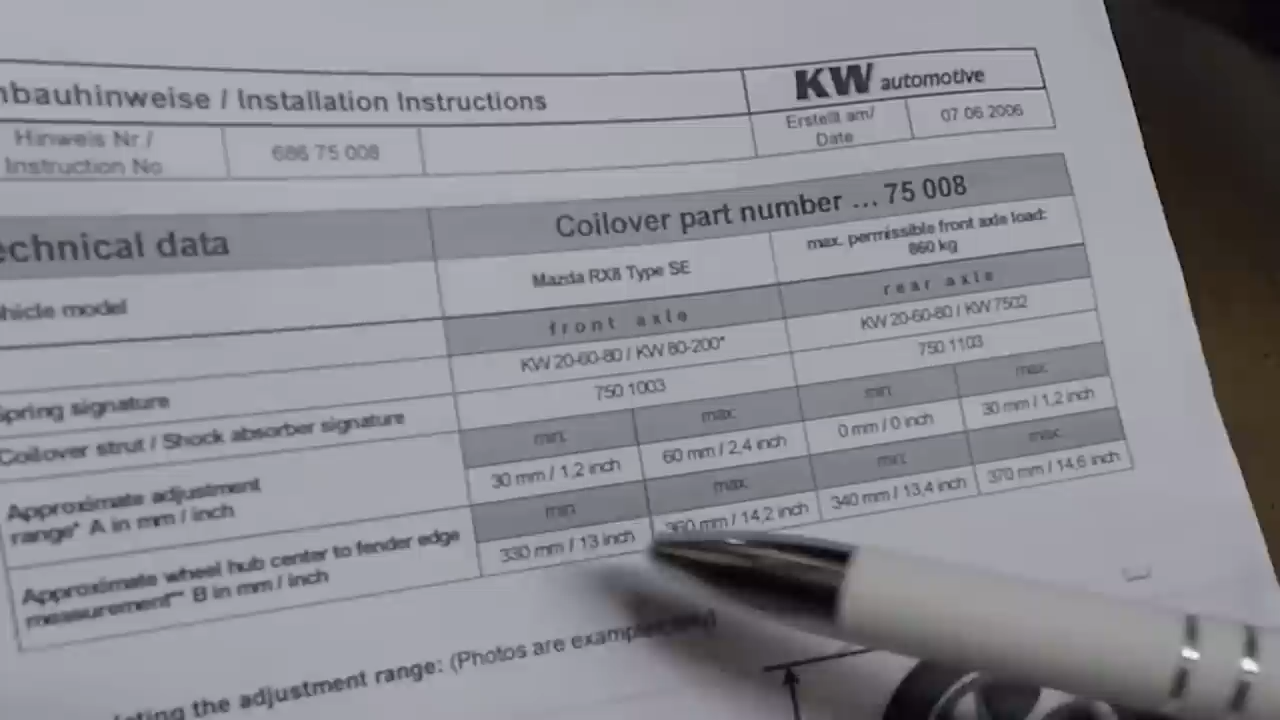 nbauhinweise / Installation Instructions
KW automotive
Hinweis Nr./
Instruction No
686 75 008
Erstellt am/
Date
07 06 2006
echnical data
Coilover part number ... 75 008
hicle model
Mazda RX8 Type SE
max. permissible front axle load:
860 kg
front axle
rear axle
Spring signature
KW 20-60-80 / KW 80-200*
KW 20-60-80 / KW 7502
Coilover strut / Shock absorber signature
750 1003
750 1103
Approximate adjustment
range* A in mm / inch
min.
max.
min.
max.
30 mm / 1,2 inch
60 mm / 2,4 inch
0 mm / 0 inch
30 mm / 1,2 inch
Approximate wheel hub center to fender edge
measurement** B in mm / inch
min.
max.
min.
max.
330 mm / 13 inch
360 mm / 14,2 inch
340 mm / 13,4 inch
370 mm / 14,6 inch
the adjustment range: (Photos are example only)